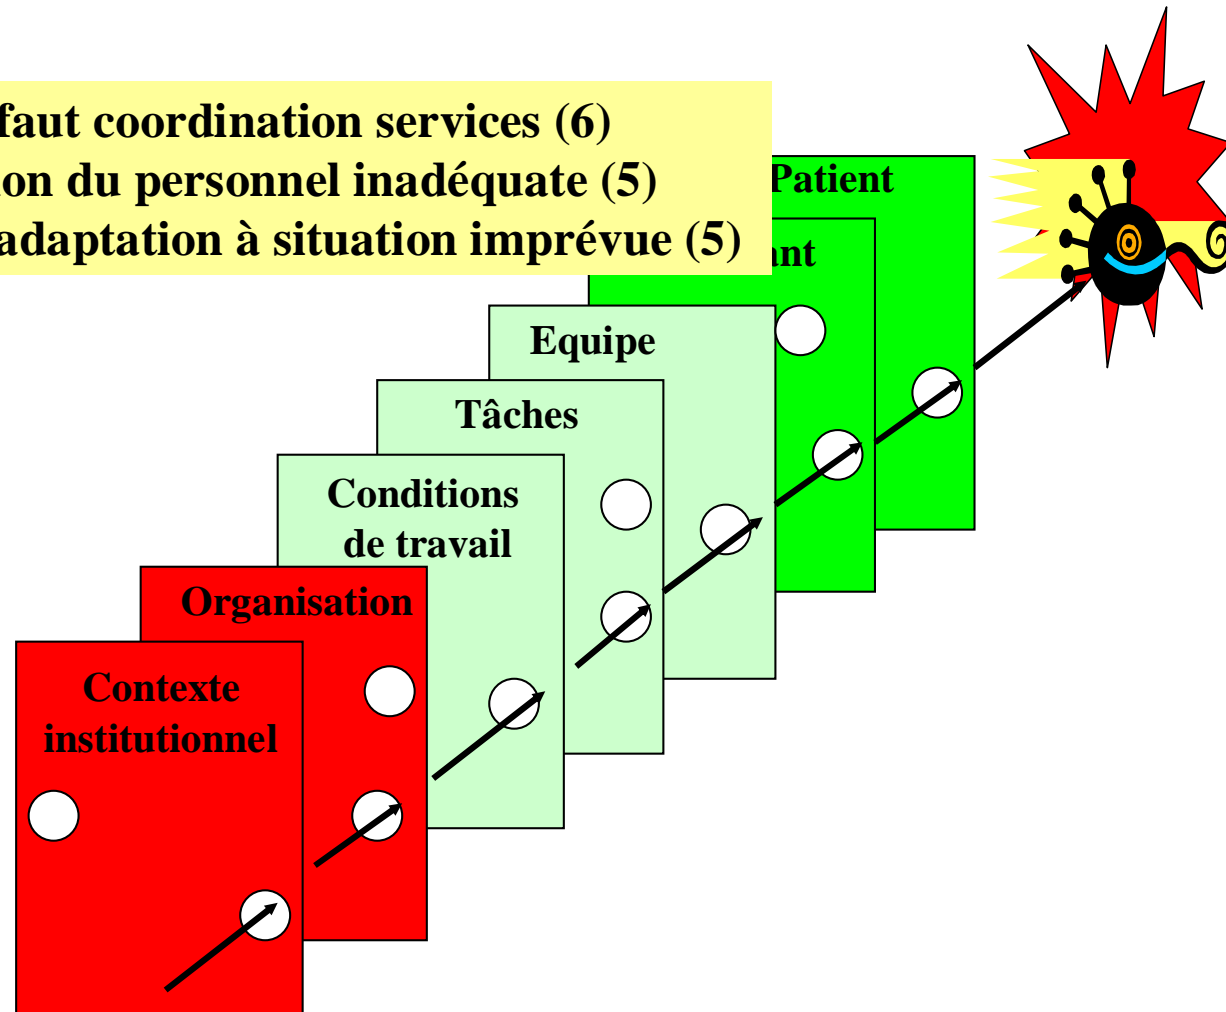 faut coordination services (6)
on du personnel inadéquate (5)
adaptation à situation imprévue (5)
Patient
ant
Equipe
Tâches
Conditions
de travail
Organisation
Contexte
institutionnel